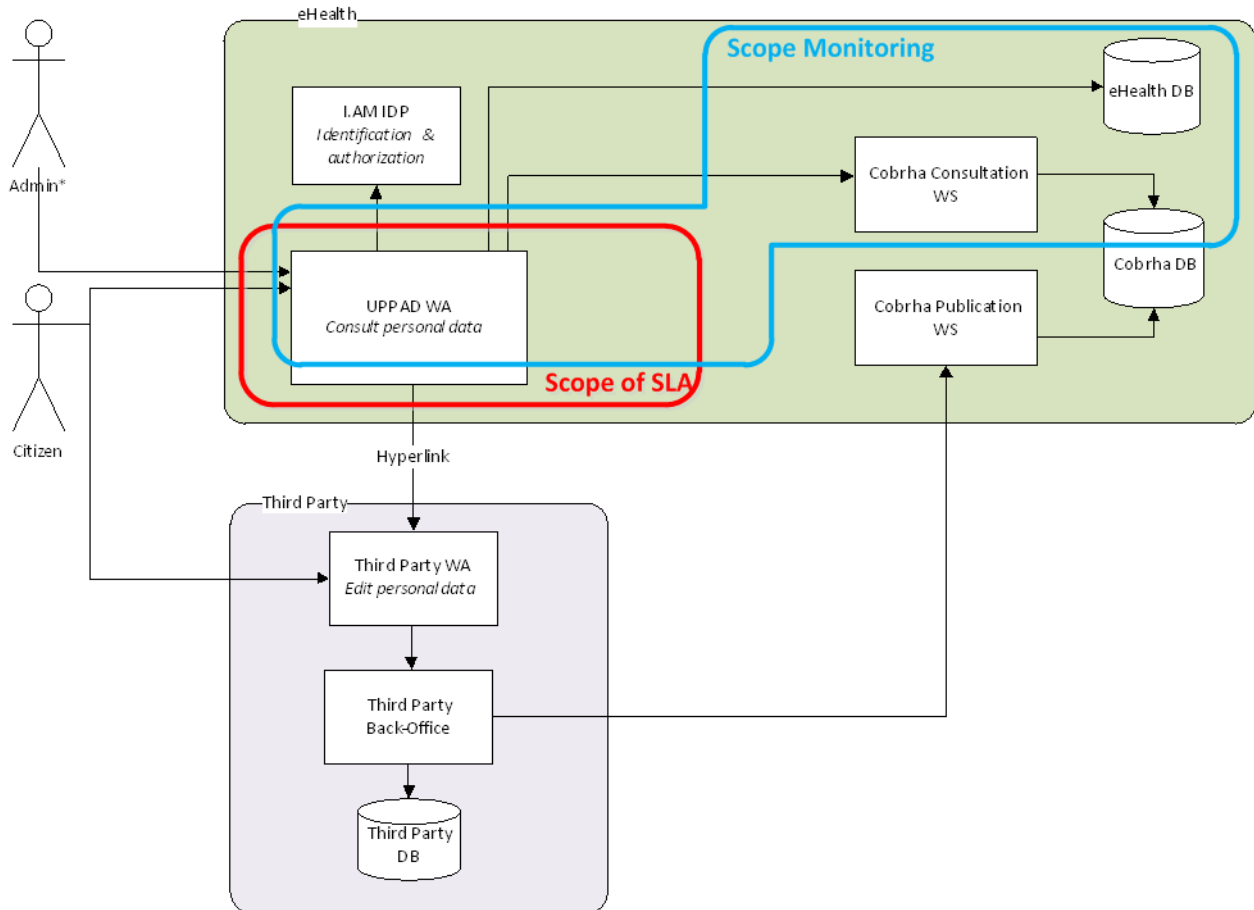 eHealth
Scope Monitoring
I.AM IDP
Identification &
authorization
eHealth DB
Admin*
Cobrha Consultation
WS
Cobrha DB
UPPAD WA
Consult personal data
Cobrha Publication
WS
Scope of SLA
Citizen
Hyperlink
Third Party
Third Party WA
Edit personal data
Third Party
Back-Office
Third Party
DB